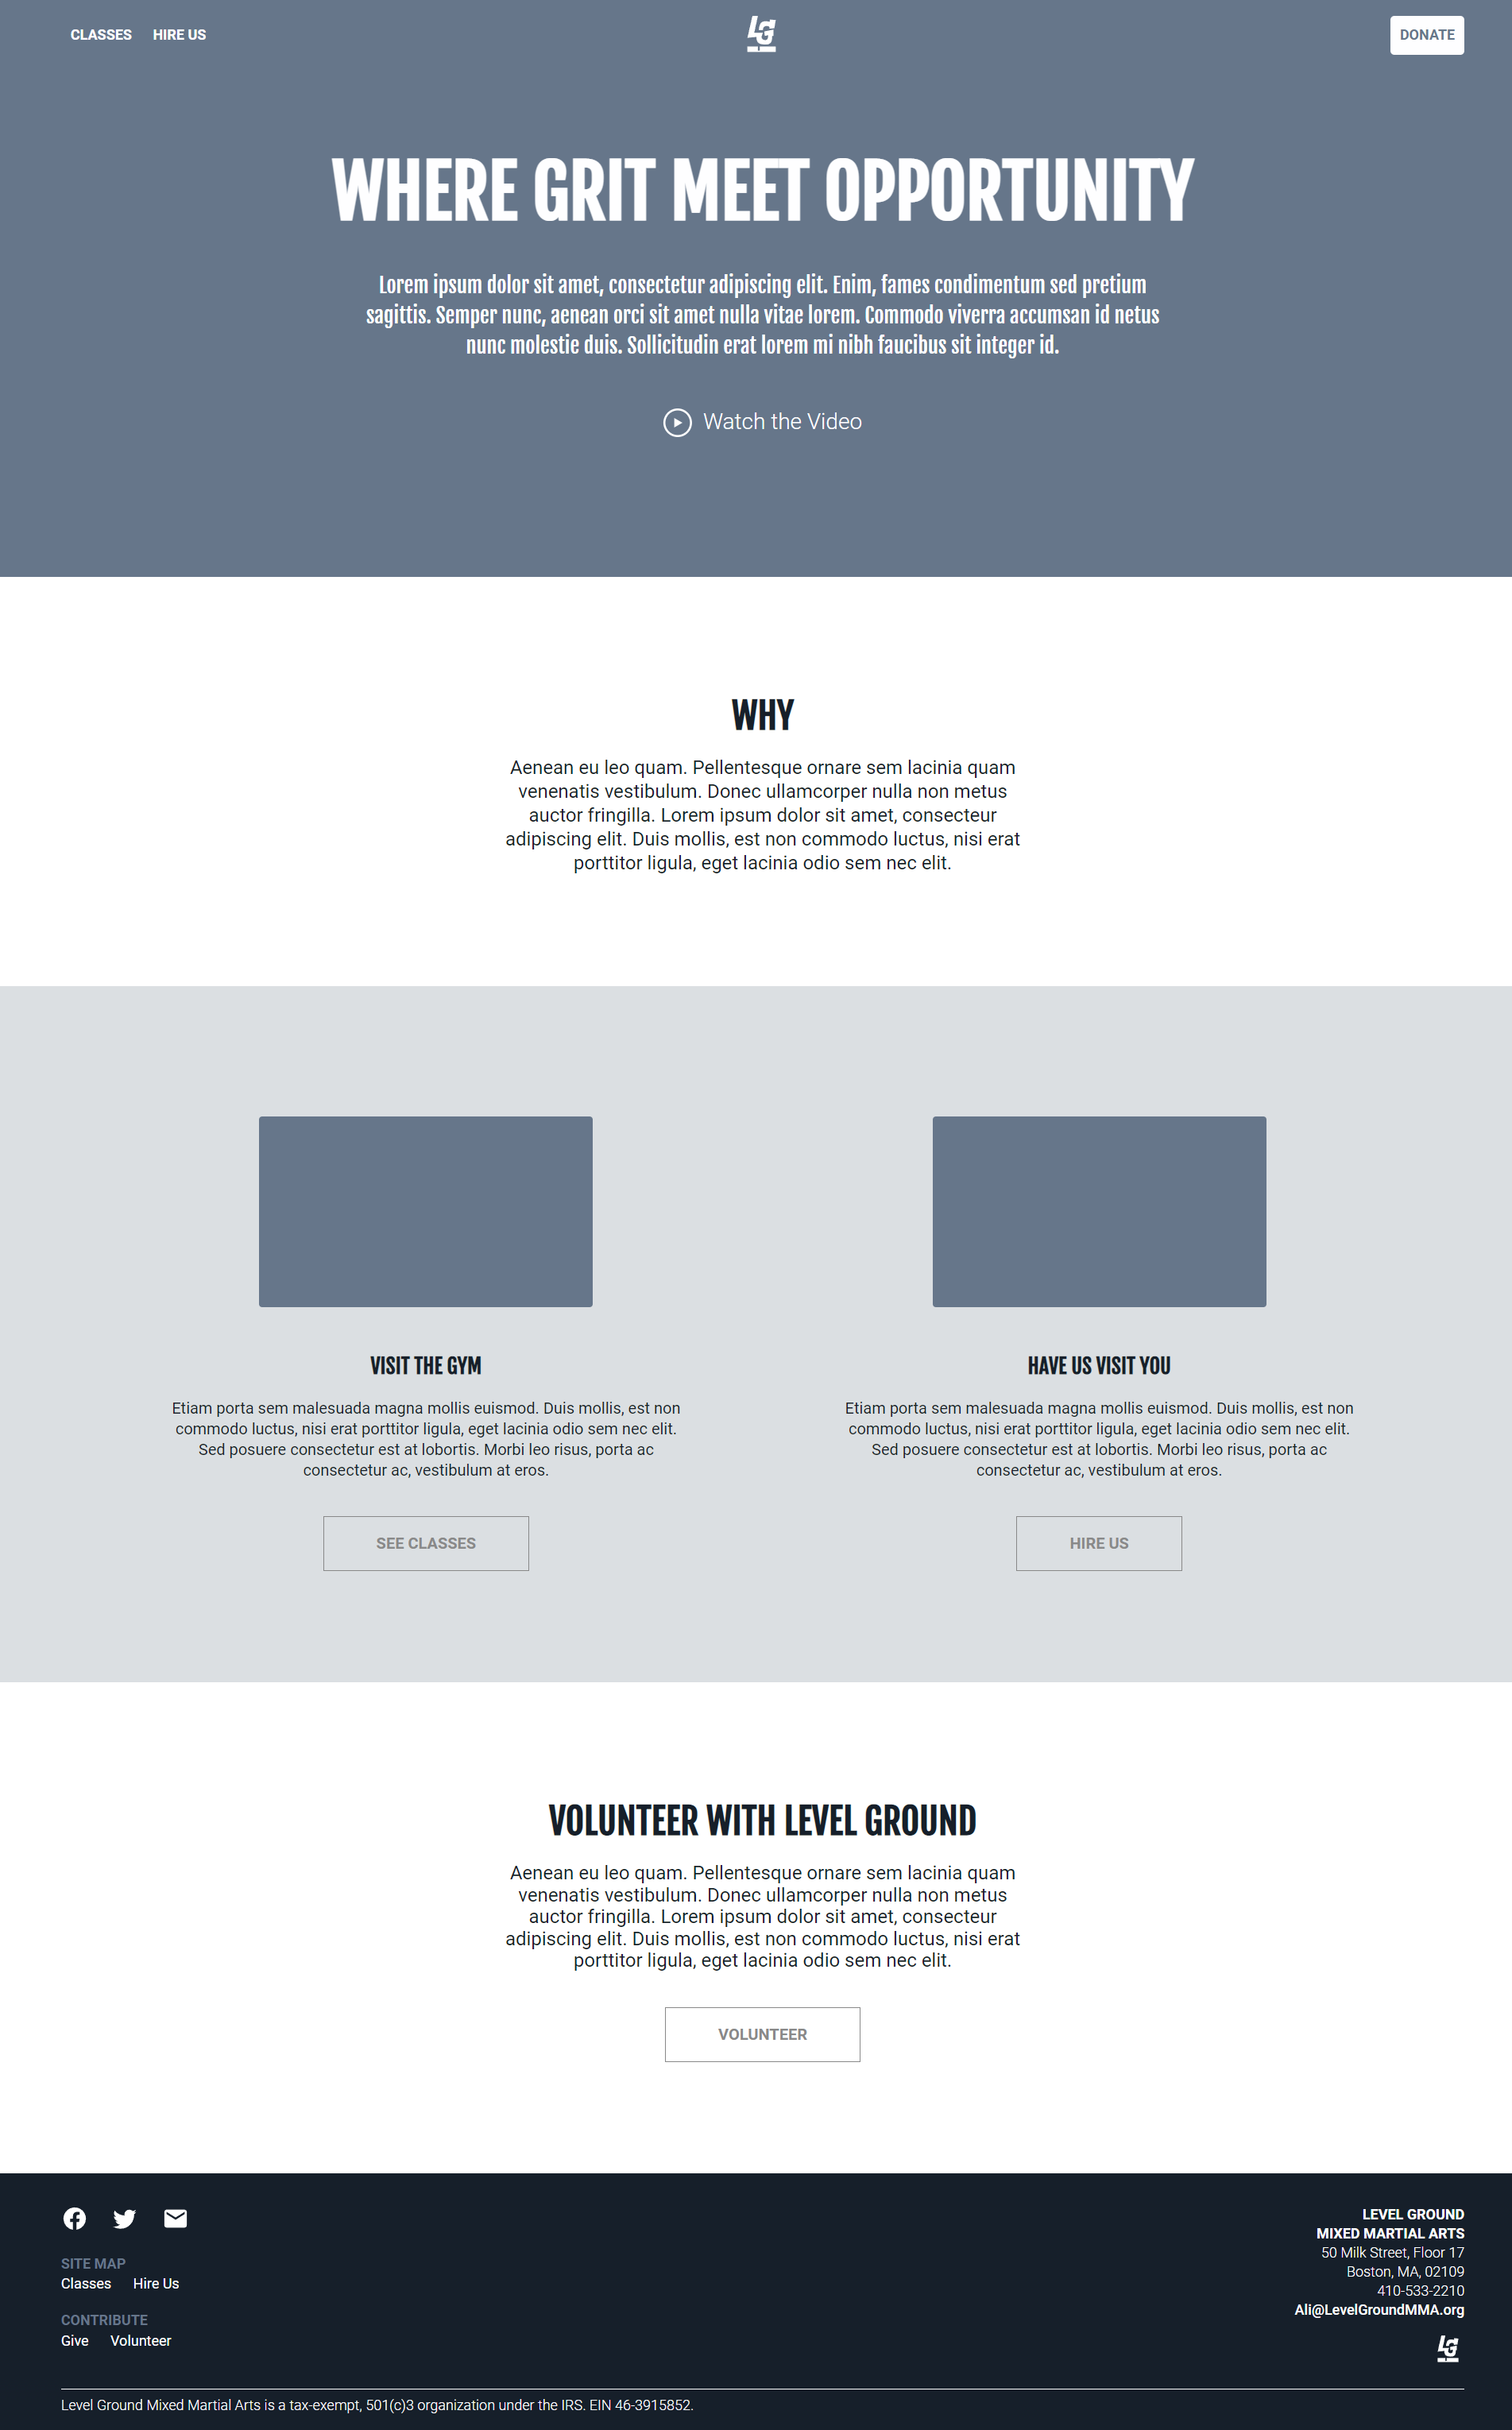 CLASSES HIRE US
LG
DONATE
WHERE GRIT MEET OPPORTUNITY
Lorem ipsum dolor sit amet, consectetur adipiscing elit. Enim, fames condimentum sed pretium
sagittis. Semper nunc, aenean orci sit amet nulla vitae lorem. Commodo viverra accumsan id netus
nunc molestie duis. Sollicitudin erat lorem mi nibh faucibus sit integer id.
Watch the Video
WHY
Aenean eu leo quam. Pellentesque ornare sem lacinia quam
venenatis vestibulum. Donec ullamcorper nulla non metus
auctor fringilla. Lorem ipsum dolor sit amet, consecteur
adipiscing elit. Duis mollis, est non commodo luctus, nisi erat
porttitor ligula, eget lacinia odio sem nec elit.
VISIT THE GYM
Etiam porta sem malesuada magna mollis euismod. Duis mollis, est non
commodo luctus, nisi erat porttitor ligula, eget lacinia odio sem nec elit.
Sed posuere consectetur est at lobortis. Morbi leo risus, porta ac
consectetur ac, vestibulum at eros.
SEE CLASSES
HAVE US VISIT YOU
Etiam porta sem malesuada magna mollis euismod. Duis mollis, est non
commodo luctus, nisi erat porttitor ligula, eget lacinia odio sem nec elit.
Sed posuere consectetur est at lobortis. Morbi leo risus, porta ac
consectetur ac, vestibulum at eros.
HIRE US
VOLUNTEER WITH LEVEL GROUND
Aenean eu leo quam. Pellentesque ornare sem lacinia quam
venenatis vestibulum. Donec ullamcorper nulla non metus
auctor fringilla. Lorem ipsum dolor sit amet, consecteur
adipiscing elit. Duis mollis, est non commodo luctus, nisi erat
porttitor ligula, eget lacinia odio sem nec elit.
VOLUNTEER
SITE MAP
Classes Hire Us
CONTRIBUTE
Give Volunteer
LEVEL GROUND
MIXED MARTIAL ARTS
50 Milk Street, Floor 17
Boston, MA, 02109
410-533-2210
Ali@LevelGroundMMA.org
LG
Level Ground Mixed Martial Arts is a tax-exempt, 501(c)3 organization under the IRS. EIN 46-3915852.